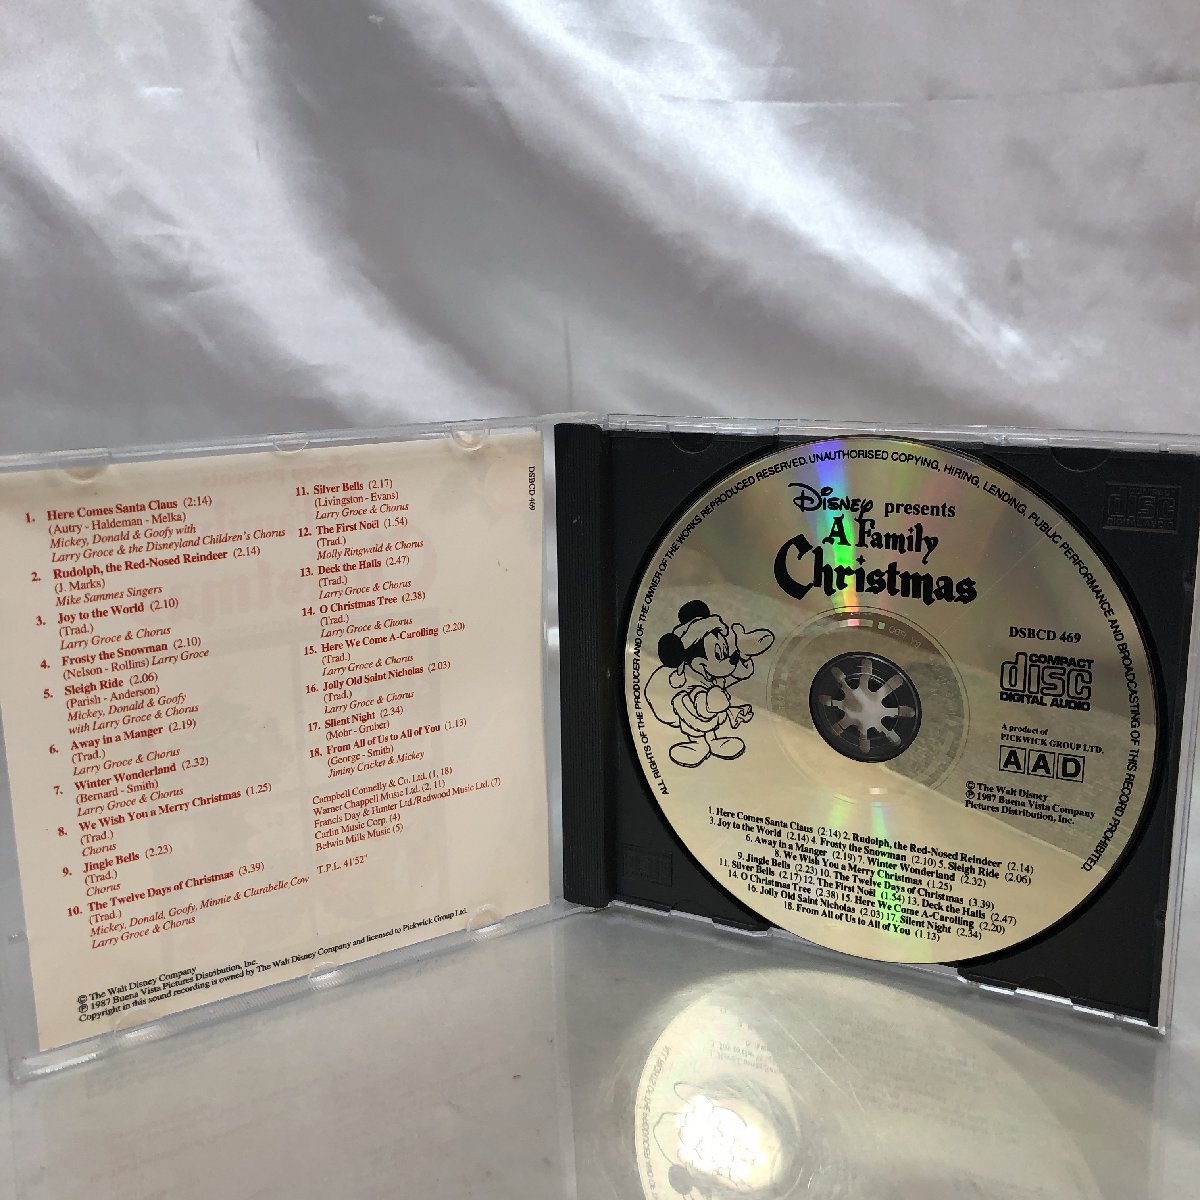 DSBCD 469
1. Here Comes Santa Claus (2:14)
(Autry - Haldeman - Melka)
Mickey, Donald & Goofy with
Larry Groce & the Disneyland Children's Chorus
2. Rudolph, the Red-Nosed Reindeer (2.14)
(J. Marks)
Mike Sammes Singers
3. Joy to the World (2.10)
(Trad.)
Larry Groce & Chorus
4. Frosty the Snowman (2.10)
(Nelson - Rollins) Larry Groce
5. Sleigh Ride (2.06)
(Parish - Anderson)
Mickey, Donald & Goofy
with Larry Groce & Chorus
6. Away in a Manger (2.19)
(Trad.)
Larry Groce & Chorus
7. Winter Wonderland (2.32)
(Bernard - Smith)
Larry Groce & Chorus
8. We Wish You a Merry Christmas (1.25)
(Trad.)
Chorus
9. Jingle Bells (2.23)
(Trad.)
Chorus
10. The Twelve Days of Christmas (3.39)
(Trad.)
Mickey, Donald, Goofy, Minnie & Clarabelle Cow
Larry Groce & Chorus
11. Silver Bells (2.17)
(Livingston - Evans)
Larry Groce & Chorus
12. The First Noël (1.54)
(Trad.)
Molly Ringwald & Chorus
13. Deck the Halls (2.47)
(Trad.)
Larry Groce & Chorus
14. O Christmas Tree (2.38)
(Trad.)
Larry Groce & Chorus
15. Here We Come A-Carolling (2.20)
(Trad.)
Larry Groce & Chorus
16. Jolly Old Saint Nicholas (2.03)
(Trad.)
Larry Groce & Chorus
17. Silent Night (2.34)
(Mohr - Gruber)
18. From All of Us to All of You (1.13)
(George - Smith)
Jiminy Cricket & Mickey
Campbell Connelly & Co. Ltd. (1, 18)
Warner Chappell Music Ltd. (2, 11)
Francis Day & Hunter Ltd/Redwood Music Ltd. (7)
Carlin Music Corp. (4)
Belwin Mills Music (5)
T.P.L. 41'52"
© The Walt Disney Company
℗ 1987 Buena Vista Pictures Distribution, Inc.
Copyright in this sound recording is owned by The Walt Disney Company and licensed to Pickwick Group Ltd.
ALL RIGHTS OF THE PRODUCER AND OF THE OWNER OF THE WORKS REPRODUCED RESERVED. UNAUTHORISED COPYING, HIRING, LENDING, PUBLIC PERFORMANCE AND BROADCASTING OF THIS RECORD PROHIBITED.
Disney presents
A Family
Christmas
DSBCD 469
COMPACT
disc
DIGITAL AUDIO
A product of
PICKWICK GROUP LTD.
AAD
© The Walt Disney
℗ 1987 Buena Vista Company
Pictures Distribution, Inc.
1. Here Comes Santa Claus (2:14) 2. Rudolph, the Red-Nosed Reindeer (2.14)
3. Joy to the World (2.14) 4. Frosty the Snowman (2.10) 5. Sleigh Ride (2.06)
6. Away in a Manger (2.19) 7. Winter Wonderland (2.32)
8. We Wish You a Merry Christmas (1.25)
9. Jingle Bells (2.23) 10. The Twelve Days of Christmas (3.39)
11. Silver Bells (2.17) 12. The First Noël (1.54) 13. Deck the Halls (2.47)
14. O Christmas Tree (2.38) 15. Here We Come A-Carolling (2.20)
16. Jolly Old Saint Nicholas (2.03) 17. Silent Night (2.34)
18. From All of Us to All of You (1.13)